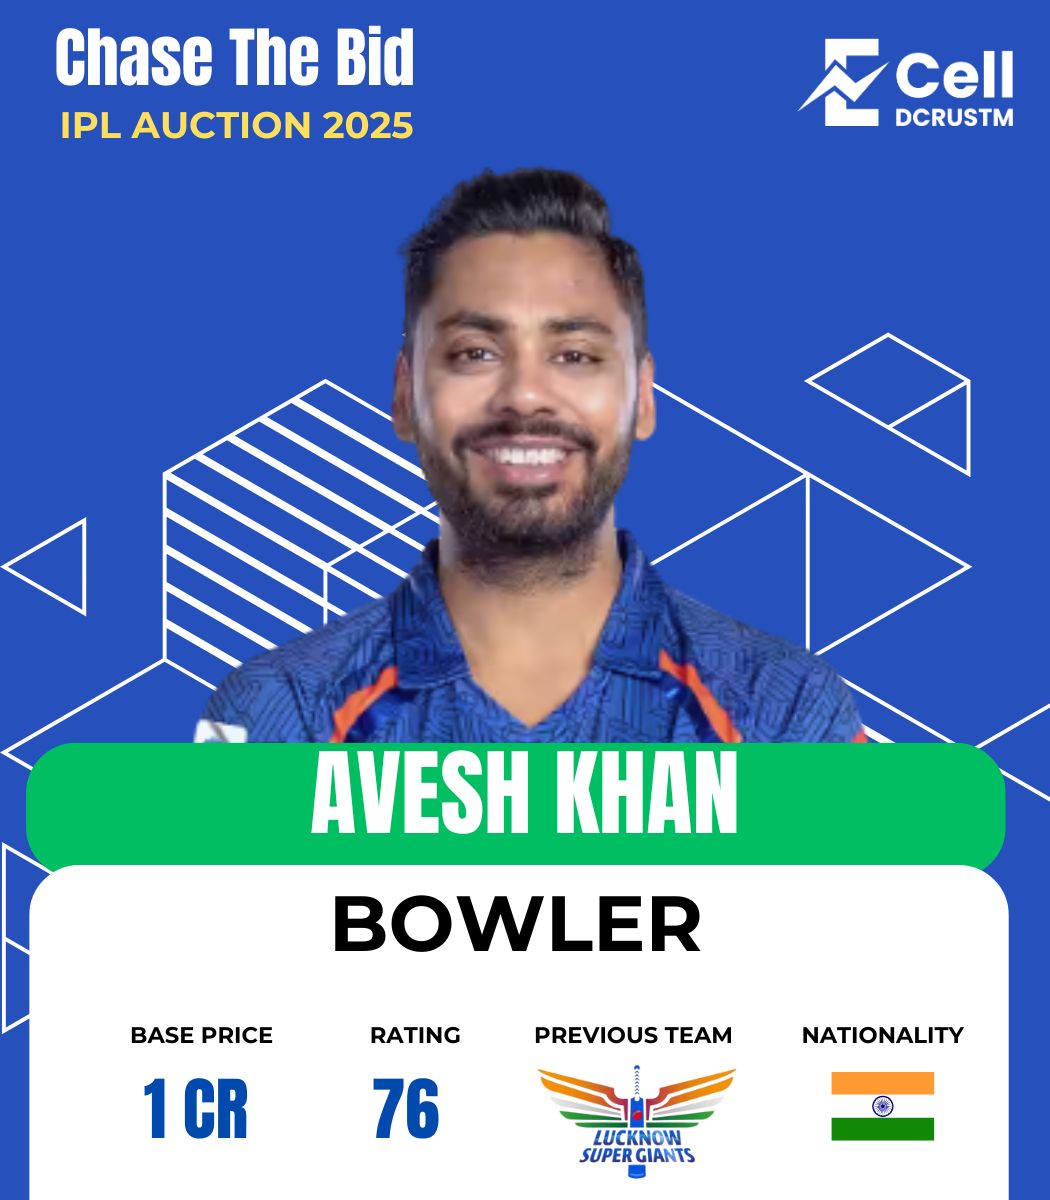 Chase The Bid
IPL AUCTION 2025
Cell
DCRUSTM
AVESH KHAN
BOWLER
BASE PRICE
RATING
PREVIOUS TEAM
NATIONALITY
1 CR
76
LUCKNOW
SUPER GIANTS